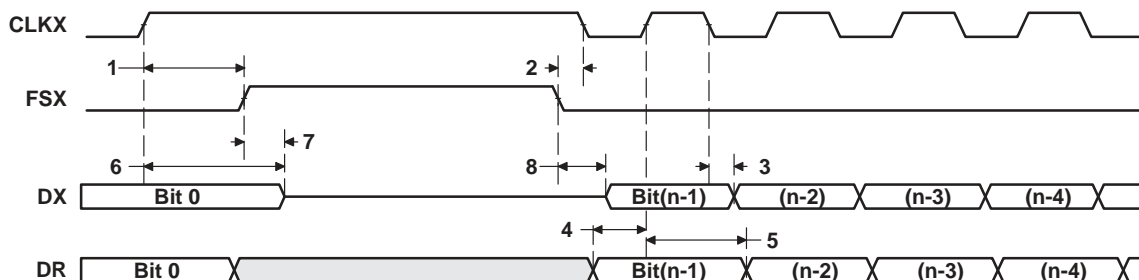 CLKX
1 2
FSX
7
6 8 3
DX Bit 0 Bit(n-1) (n-2) (n-3) (n-4)
4 5
DR Bit 0 Bit(n-1) (n-2) (n-3) (n-4)